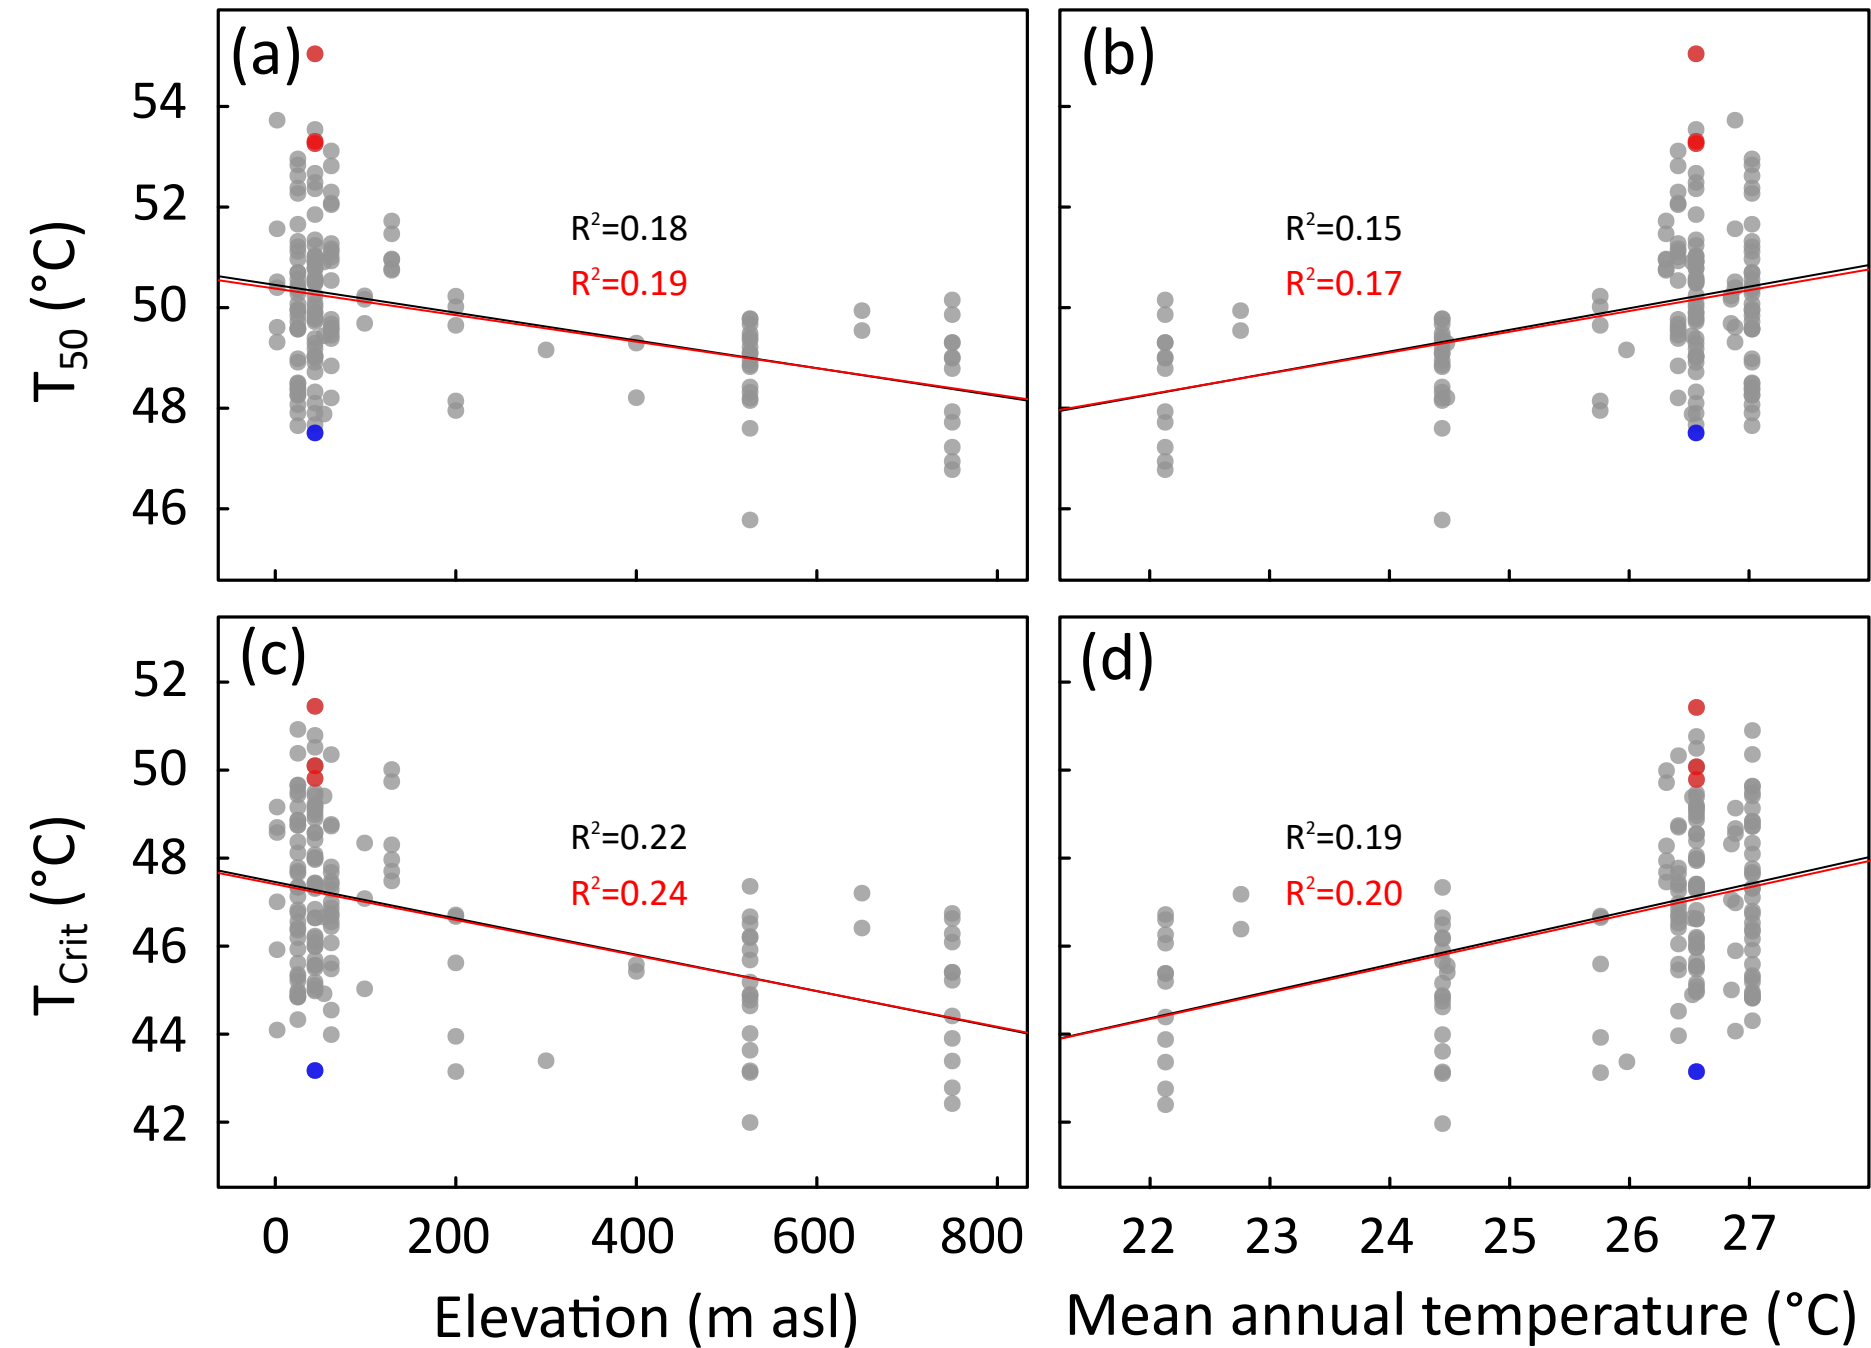 (a)
T50 (°C)
54
52
50
48
46
R²=0.18
R²=0.19
(b)
R²=0.15
R²=0.17
(c)
TCrit (°C)
52
50
48
46
44
42
R²=0.22
R²=0.24
(d)
R²=0.19
R²=0.20
0 200 400 600 800
22 23 24 25 26 27
Elevation (m asl)
Mean annual temperature (°C)